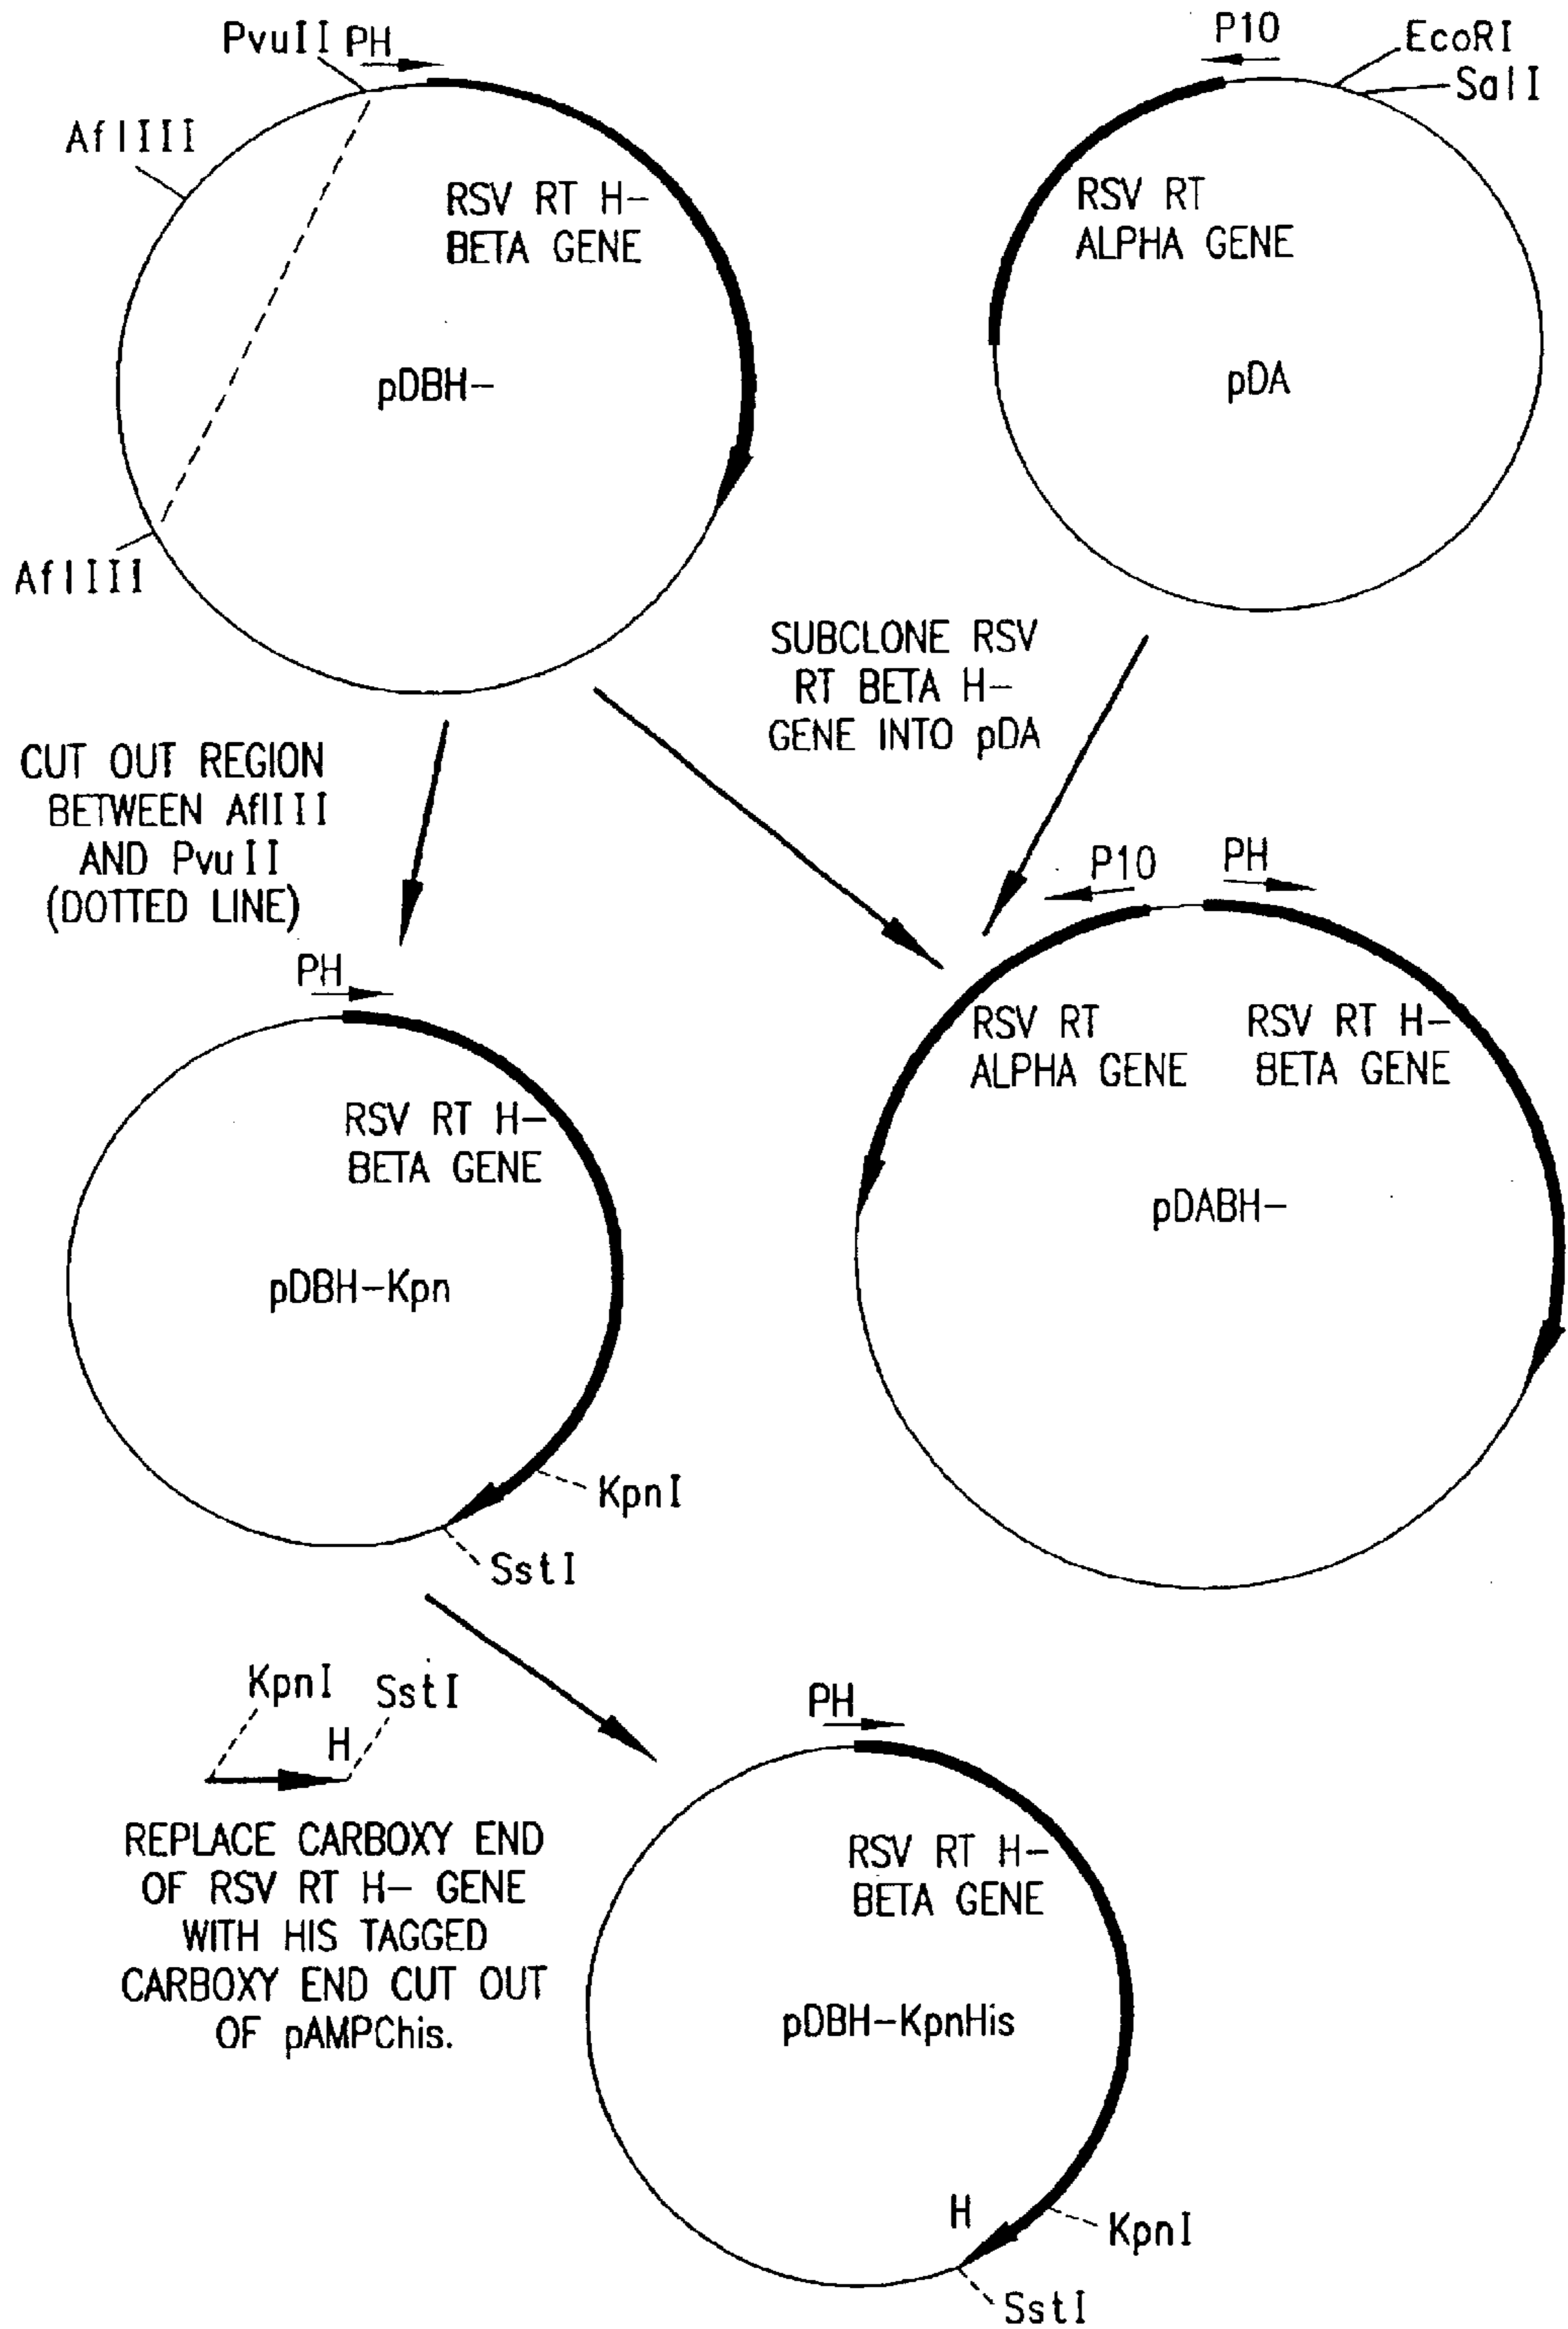 PvuII PH
AflIII
RSV RT H-
BETA GENE
pDBH-
AflIII
P10
EcoRI
SalI
RSV RT
ALPHA GENE
pDA
SUBCLONE RSV
RT BETA H-
GENE INTO pDA
CUT OUT REGION
BETWEEN AflIII
AND PvuII
(DOTTED LINE)
P10
PH
RSV RT
ALPHA GENE
RSV RT H-
BETA GENE
pDABH-
PH
RSV RT H-
BETA GENE
pDBH-Kpn
KpnI
SstI
KpnI
SstI
H
REPLACE CARBOXY END
OF RSV RT H- GENE
WITH HIS TAGGED
CARBOXY END CUT OUT
OF pAMPChis.
PH
RSV RT H-
BETA GENE
pDBH-KpnHis
H
KpnI
SstI